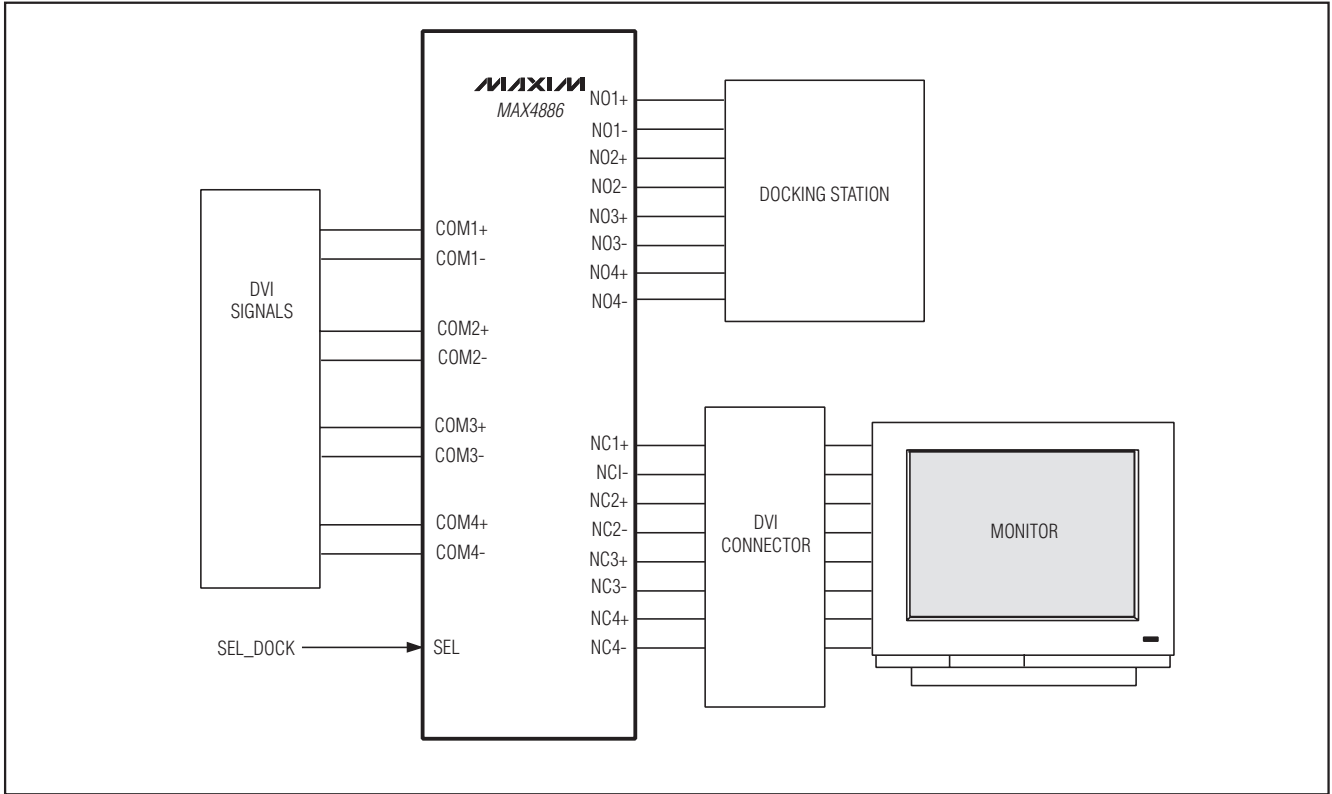 MAXIM
MAX4886
NO1+
NO1-
NO2+
NO2-
NO3+
NO3-
NO4+
NO4-
DOCKING STATION
DVI
SIGNALS
COM1+
COM1-
COM2+
COM2-
COM3+
COM3-
COM4+
COM4-
SEL_DOCK
SEL
NC1+
NCI-
NC2+
NC2-
NC3+
NC3-
NC4+
NC4-
DVI
CONNECTOR
MONITOR